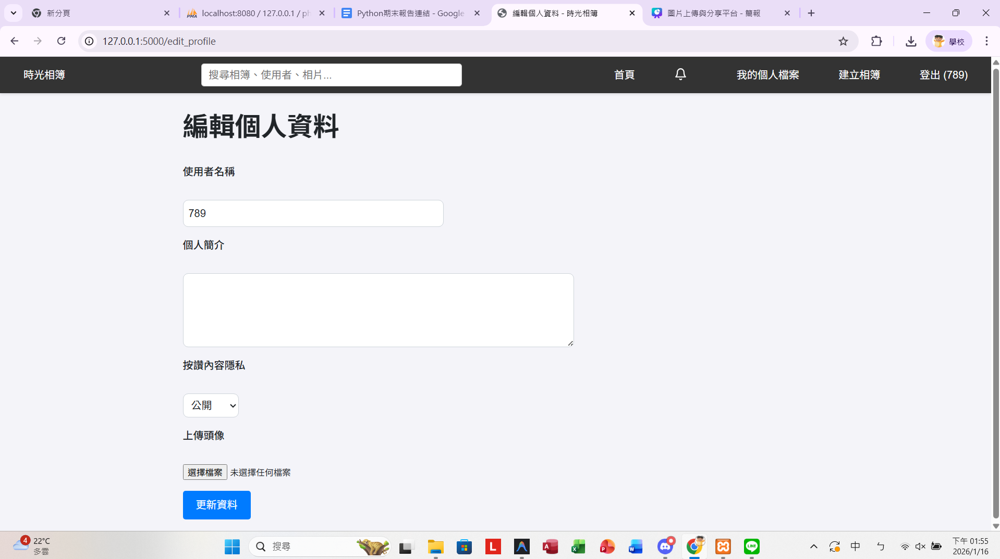 新分頁
localhost:8080 / 127.0.0.1 / ph
Python期末報告連結 - Google
編輯個人資料 - 時光相簿
圖片上傳與分享平台 - 簡報
127.0.0.1:5000/edit_profile
學校
時光相簿
搜尋相簿、使用者、相片...
首頁
我的個人檔案
建立相簿
登出 (789)
編輯個人資料
使用者名稱
789
個人簡介
按讚內容隱私
公開
上傳頭像
選擇檔案 未選擇任何檔案
更新資料
4
22°C
多雲
搜尋
中
ㄅ
下午 01:55
2026/1/16